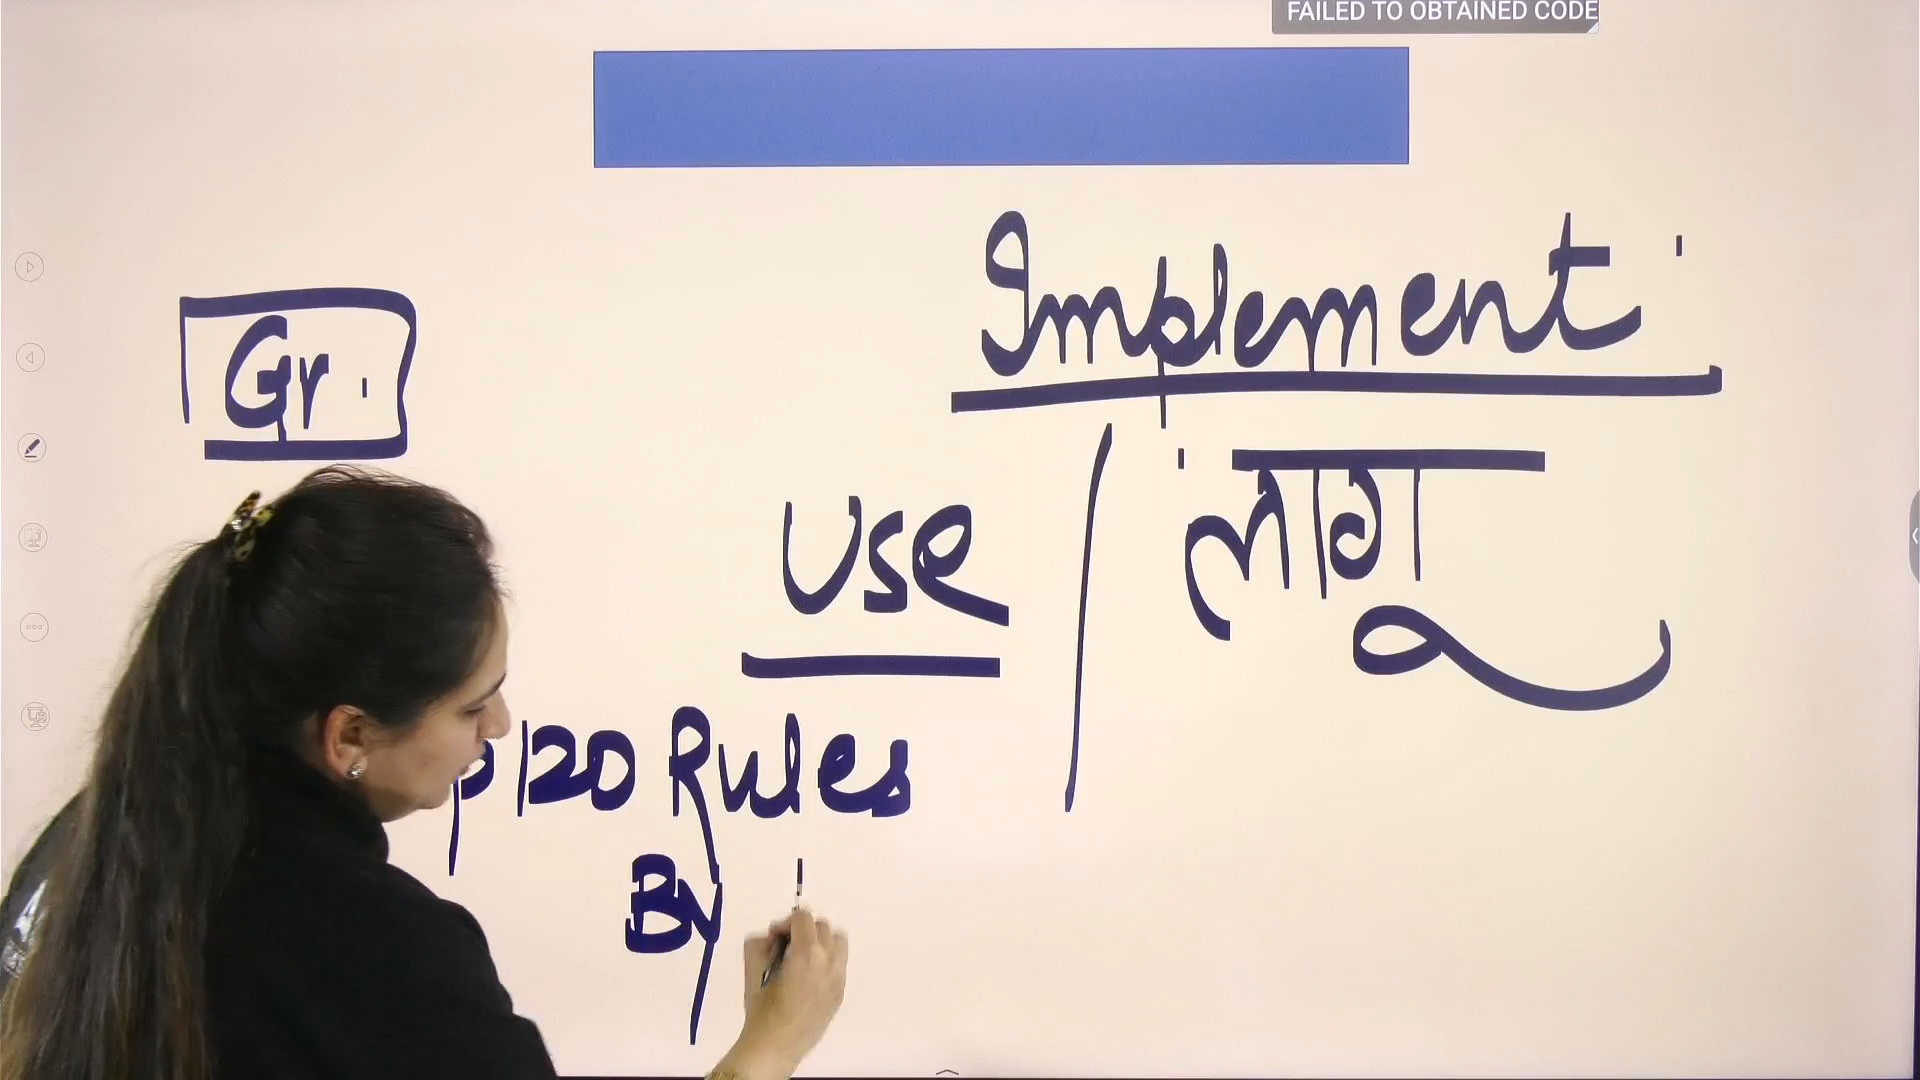 FAILED TO OBTAINED CODE
Implement
Gr.
Use / लागू
120 Rules
By